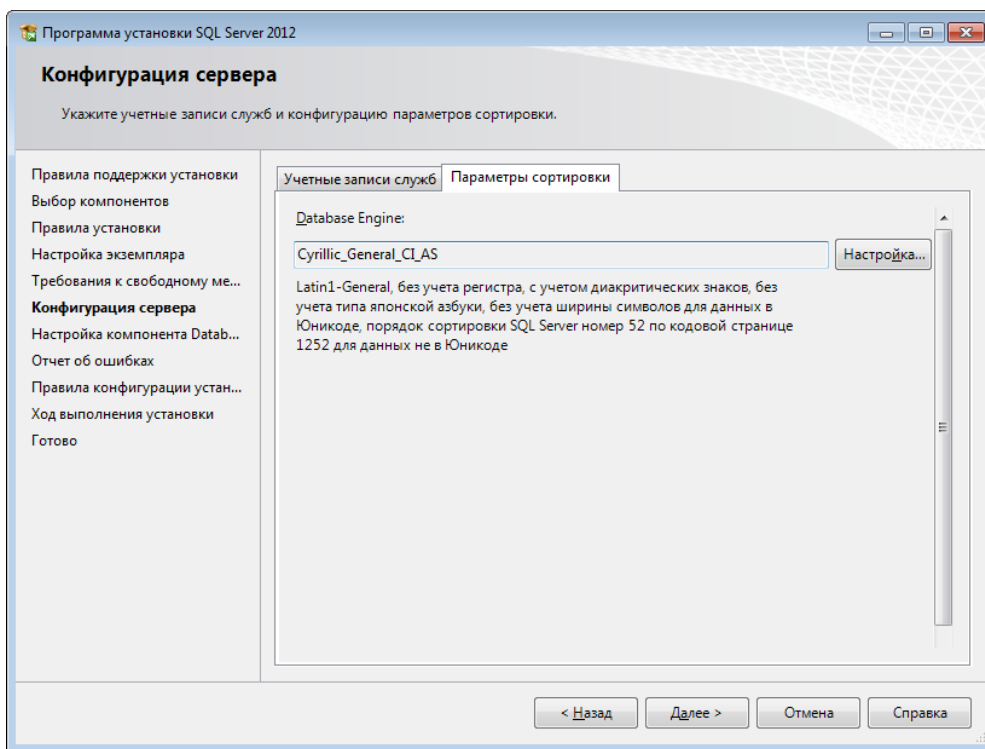 Программа установки SQL Server 2012
Конфигурация сервера
Укажите учетные записи служб и конфигурацию параметров сортировки.
Правила поддержки установки
Выбор компонентов
Правила установки
Настройка экземпляра
Требования к свободному ме...
Конфигурация сервера
Настройка компонента Datab...
Отчет об ошибках
Правила конфигурации устан...
Ход выполнения установки
Готово
Учетные записи служб
Параметры сортировки
Database Engine:
Cyrillic_General_CI_AS
Настройка...
Latin1-General, без учета регистра, с учетом диакритических знаков, без
учета типа японской азбуки, без учета ширины символов для данных в
Юникоде, порядок сортировки SQL Server номер 52 по кодовой странице
1252 для данных не в Юникоде
< Назад
Далее >
Отмена
Справка